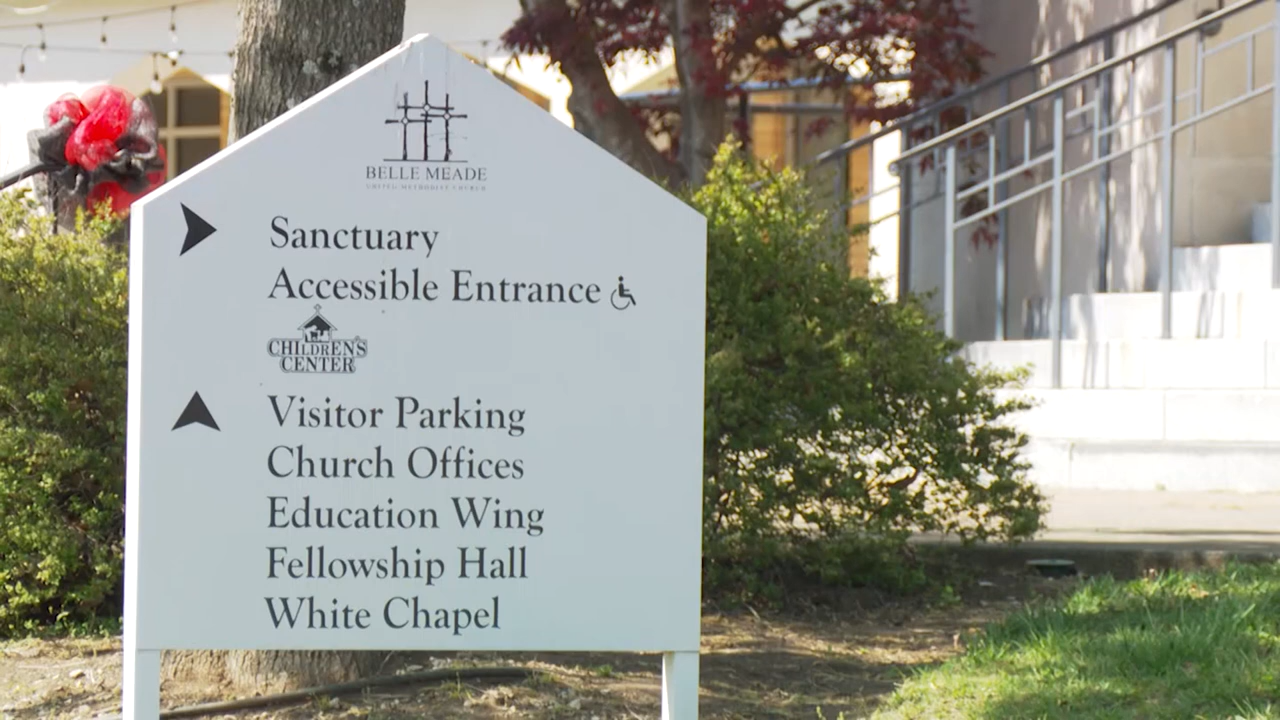 BELLE MEADE
UNITED METHODIST CHURCH
Sanctuary
Accessible Entrance
CHILDREN'S
CENTER
Visitor Parking
Church Offices
Education Wing
Fellowship Hall
White Chapel